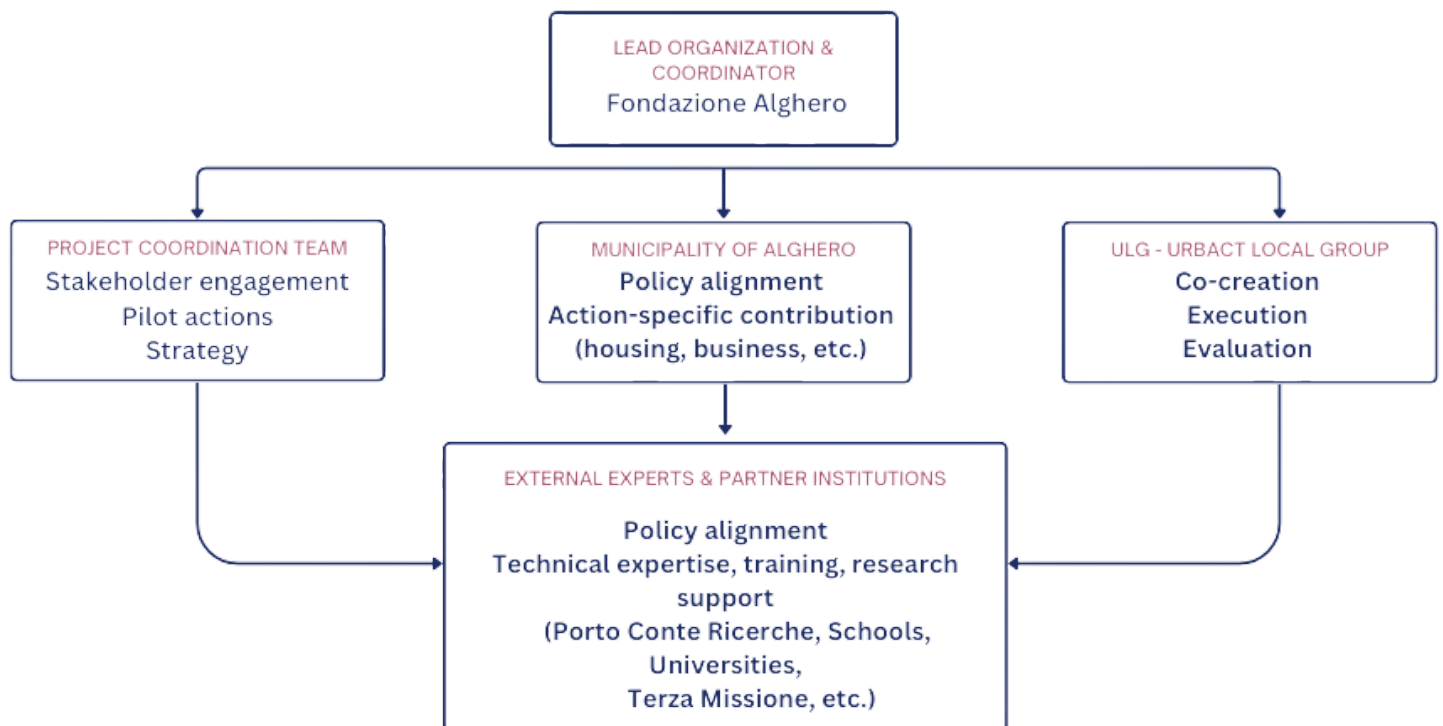 LEAD ORGANIZATION &
COORDINATOR
Fondazione Alghero
PROJECT COORDINATION TEAM
Stakeholder engagement
Pilot actions
Strategy
MUNICIPALITY OF ALGHERO
Policy alignment
Action-specific contribution
(housing, business, etc.)
ULG - URBACT LOCAL GROUP
Co-creation
Execution
Evaluation
EXTERNAL EXPERTS & PARTNER INSTITUTIONS
Policy alignment
Technical expertise, training, research
support
(Porto Conte Ricerche, Schools,
Universities,
Terza Missione, etc.)